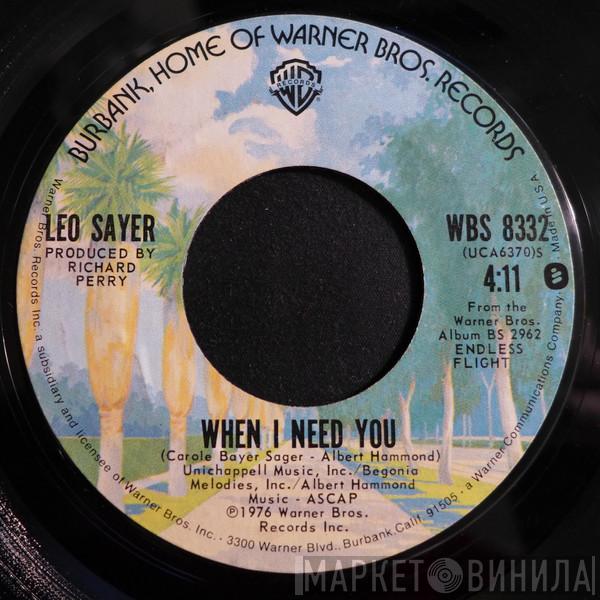 BURBANK, HOME OF WARNER BROS. RECORDS
WB
RECORDS
LEO SAYER
PRODUCED BY
RICHARD
PERRY
WBS 8332
(UCA6370)S
4:11
From the
Warner Bros.
Album BS 2962
ENDLESS
FLIGHT
WHEN I NEED YOU
(Carole Bayer Sager - Albert Hammond)
Unichappell Music, Inc./Begonia
Melodies, Inc./Albert Hammond
Music - ASCAP
℗1976 Warner Bros.
Records Inc.
Warner Bros. Records Inc. a subsidiary and licensee of Warner Bros. Inc. - 3300 Warner Blvd., Burbank, Calif. 91505 - a Warner Communications Company. Made in U.S.A.
МАРКЕТ ВИНИЛА